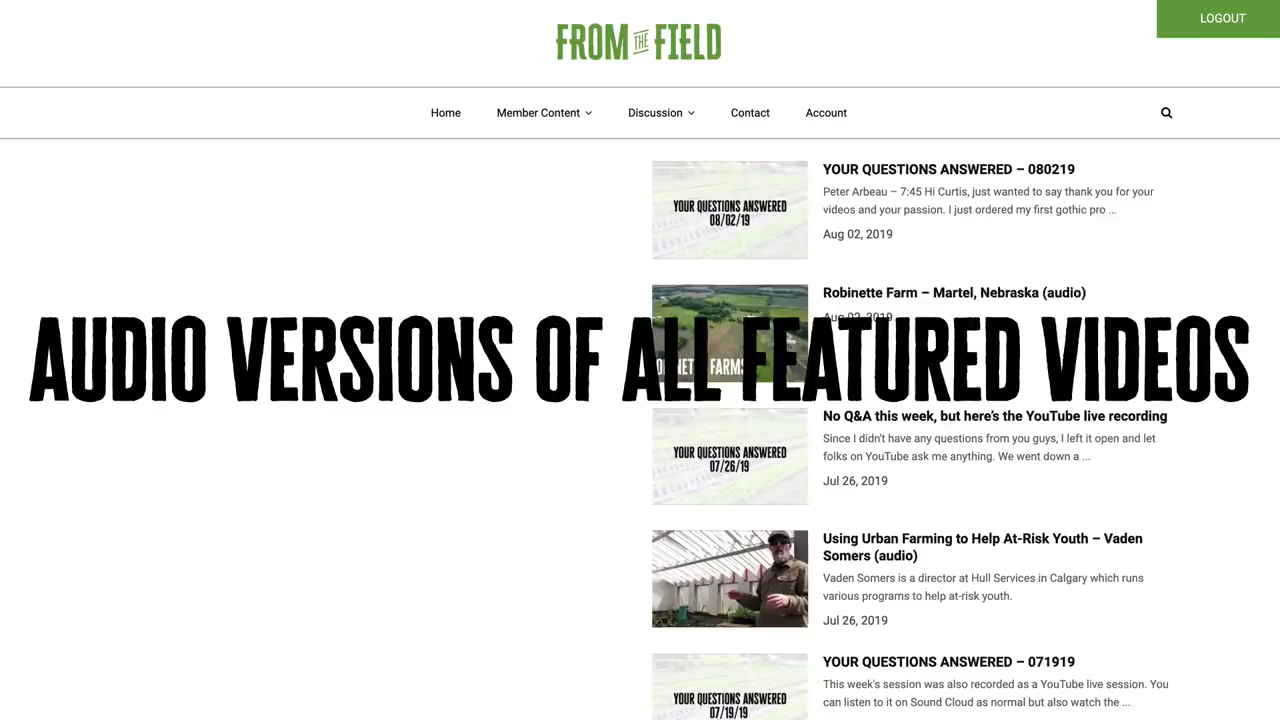 LOGOUT
FROM THE FIELD
Home
Member Content
Discussion
Contact
Account
YOUR QUESTIONS ANSWERED
08/02/19
YOUR QUESTIONS ANSWERED – 080219
Peter Arbeau – 7:45 Hi Curtis, just wanted to say thank you for your
videos and your passion. I just ordered my first gothic pro ...
Aug 02, 2019
Robinette Farm – Martel, Nebraska (audio)
Aug 02, 2019
AUDIO VERSIONS OF ALL FEATURED VIDEOS
FARMS
No Q&A this week, but here's the YouTube live recording
Since I didn't have any questions from you guys, I left it open and let
folks on YouTube ask me anything. We went down a ...
Jul 26, 2019
YOUR QUESTIONS ANSWERED
07/26/19
Using Urban Farming to Help At-Risk Youth – Vaden
Somers (audio)
Vaden Somers is a director at Hull Services in Calgary which runs
various programs to help at-risk youth.
Jul 26, 2019
YOUR QUESTIONS ANSWERED
07/19/19
YOUR QUESTIONS ANSWERED – 071919
This week's session was also recorded as a YouTube live session. You
can listen to it on Sound Cloud as normal but also watch the ...